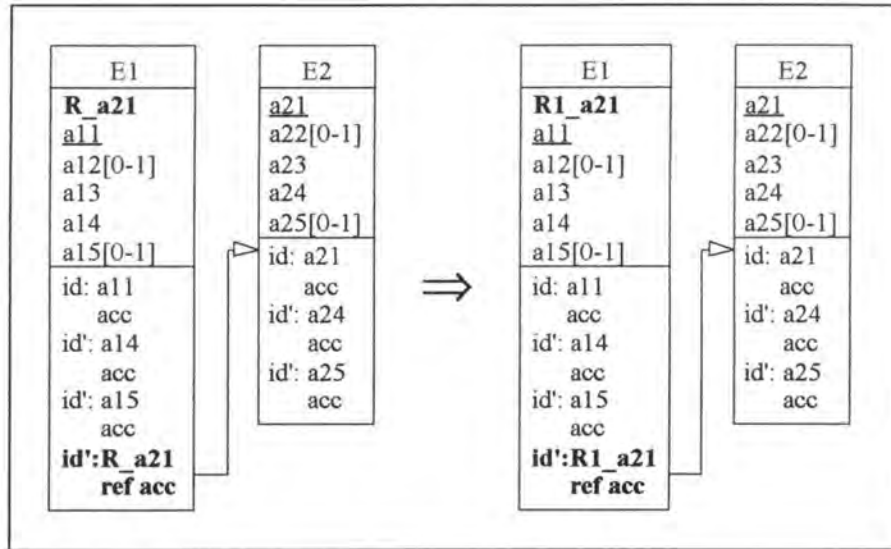 E1
R_a21
a11
a12[0-1]
a13
a14
a15[0-1]
id: a11
acc
id': a14
acc
id': a15
acc
id':R_a21
ref acc
E2
a21
a22[0-1]
a23
a24
a25[0-1]
id: a21
acc
id': a24
acc
id': a25
acc
⇒
E1
R1_a21
a11
a12[0-1]
a13
a14
a15[0-1]
id: a11
acc
id': a14
acc
id': a15
acc
id':R1_a21
ref acc
E2
a21
a22[0-1]
a23
a24
a25[0-1]
id: a21
acc
id': a24
acc
id': a25
acc